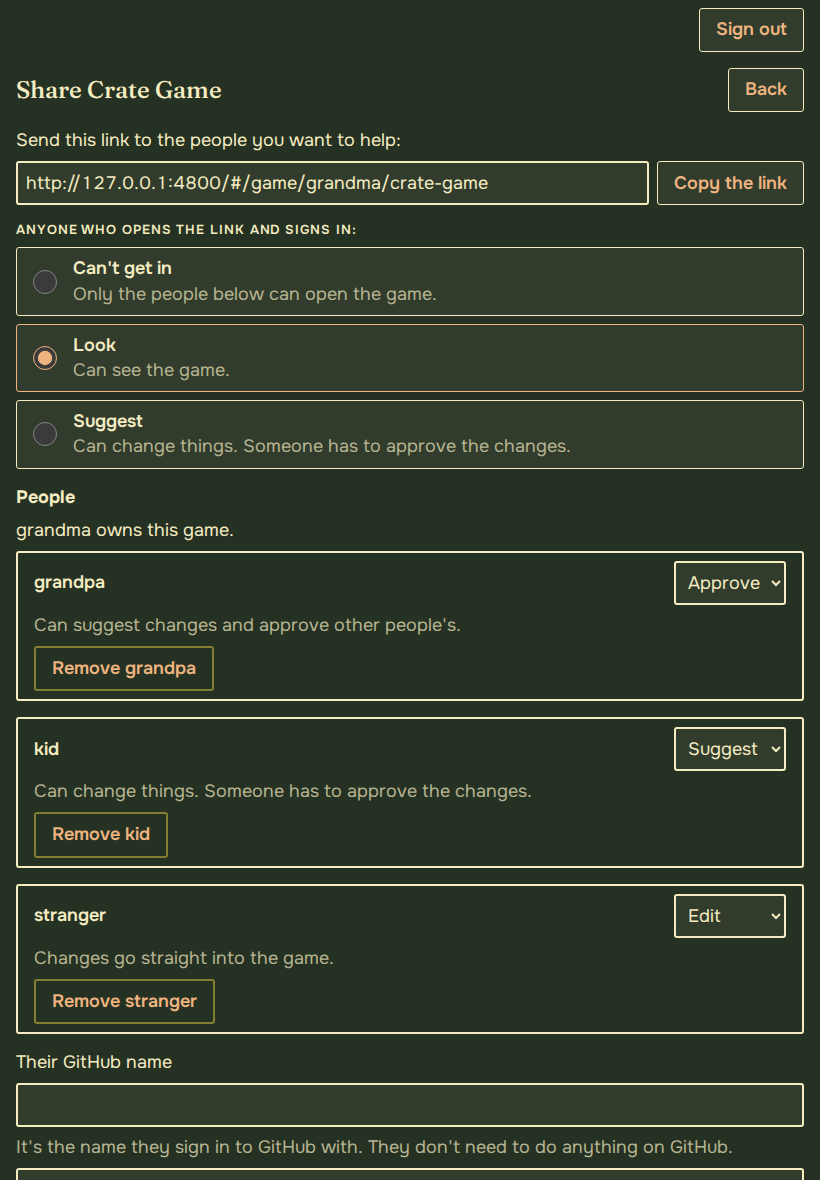 Sign out
Share Crate Game
Back
Send this link to the people you want to help:
http://127.0.0.1:4800/#/game/grandma/crate-game
Copy the link
ANYONE WHO OPENS THE LINK AND SIGNS IN:
Can't get in
Only the people below can open the game.
Look
Can see the game.
Suggest
Can change things. Someone has to approve the changes.
People
grandma owns this game.
grandpa
Approve
Can suggest changes and approve other people's.
Remove grandpa
kid
Suggest
Can change things. Someone has to approve the changes.
Remove kid
stranger
Edit
Changes go straight into the game.
Remove stranger
Their GitHub name
It's the name they sign in to GitHub with. They don't need to do anything on GitHub.